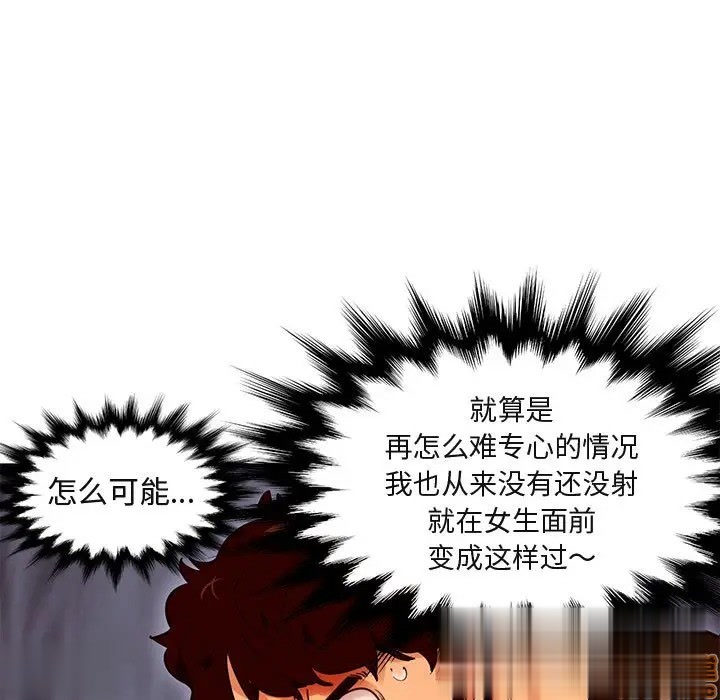 怎么可能...
就算是
再怎么难专心的情况
我也从来没有还没射
就在女生面前
变成这样过～